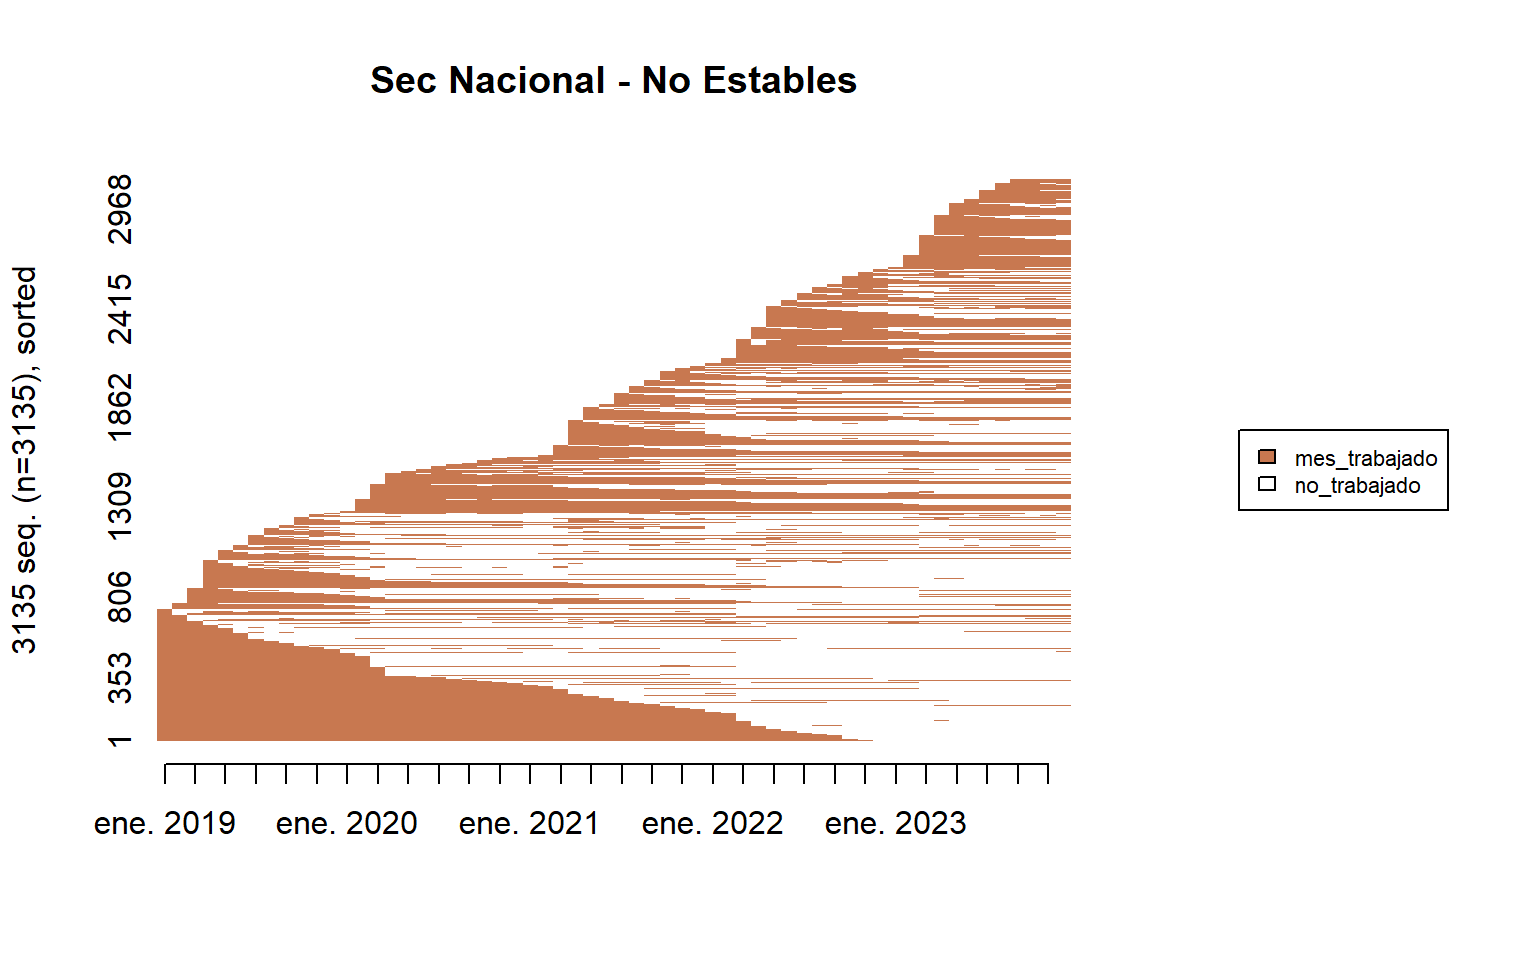 Sec Nacional - No Estables
3135 seq. (n=3135), sorted
2968
2415
1862
1309
806
353
1
mes_trabajado
no_trabajado
ene. 2019
ene. 2020
ene. 2021
ene. 2022
ene. 2023